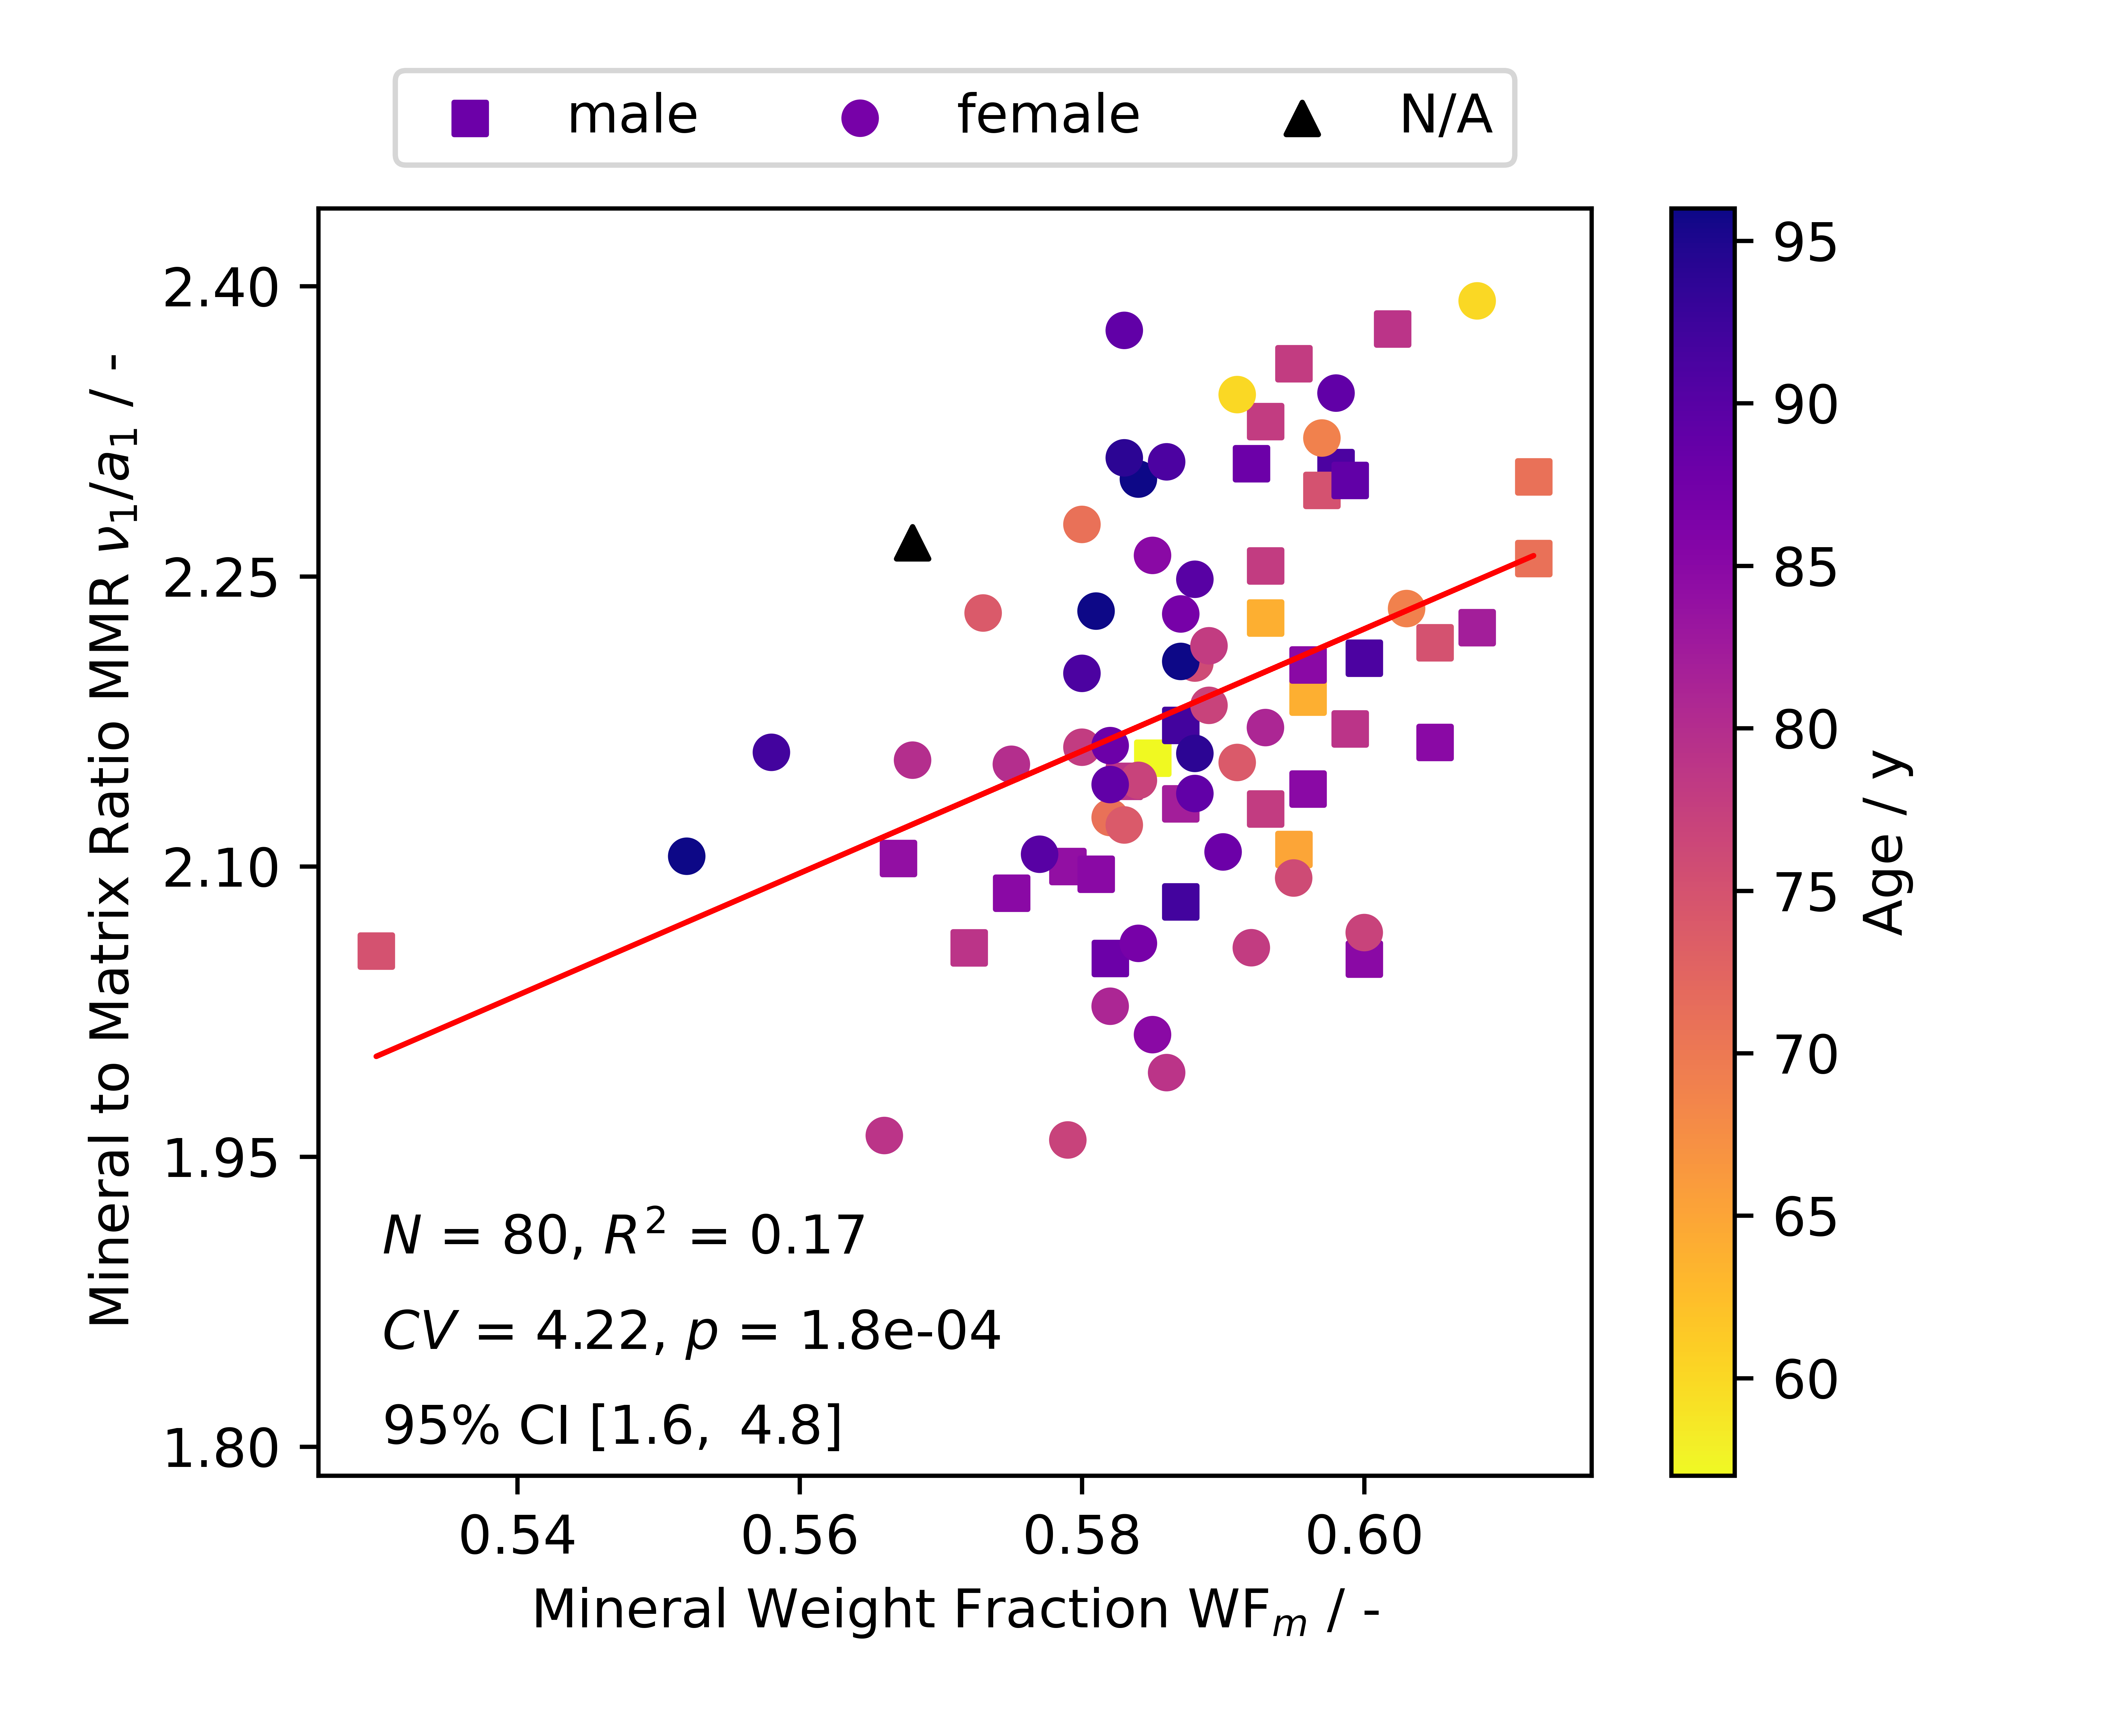 male female N/A
Mineral to Matrix Ratio MMR ν₁/a₁ / -
2.40
2.25
2.10
1.95
1.80
N = 80, R² = 0.17
CV = 4.22, p = 1.8e-04
95% CI [1.6, 4.8]
0.54 0.56 0.58 0.60
Mineral Weight Fraction WFₘ / -
95
90
85
80
75
70
65
60
Age / y